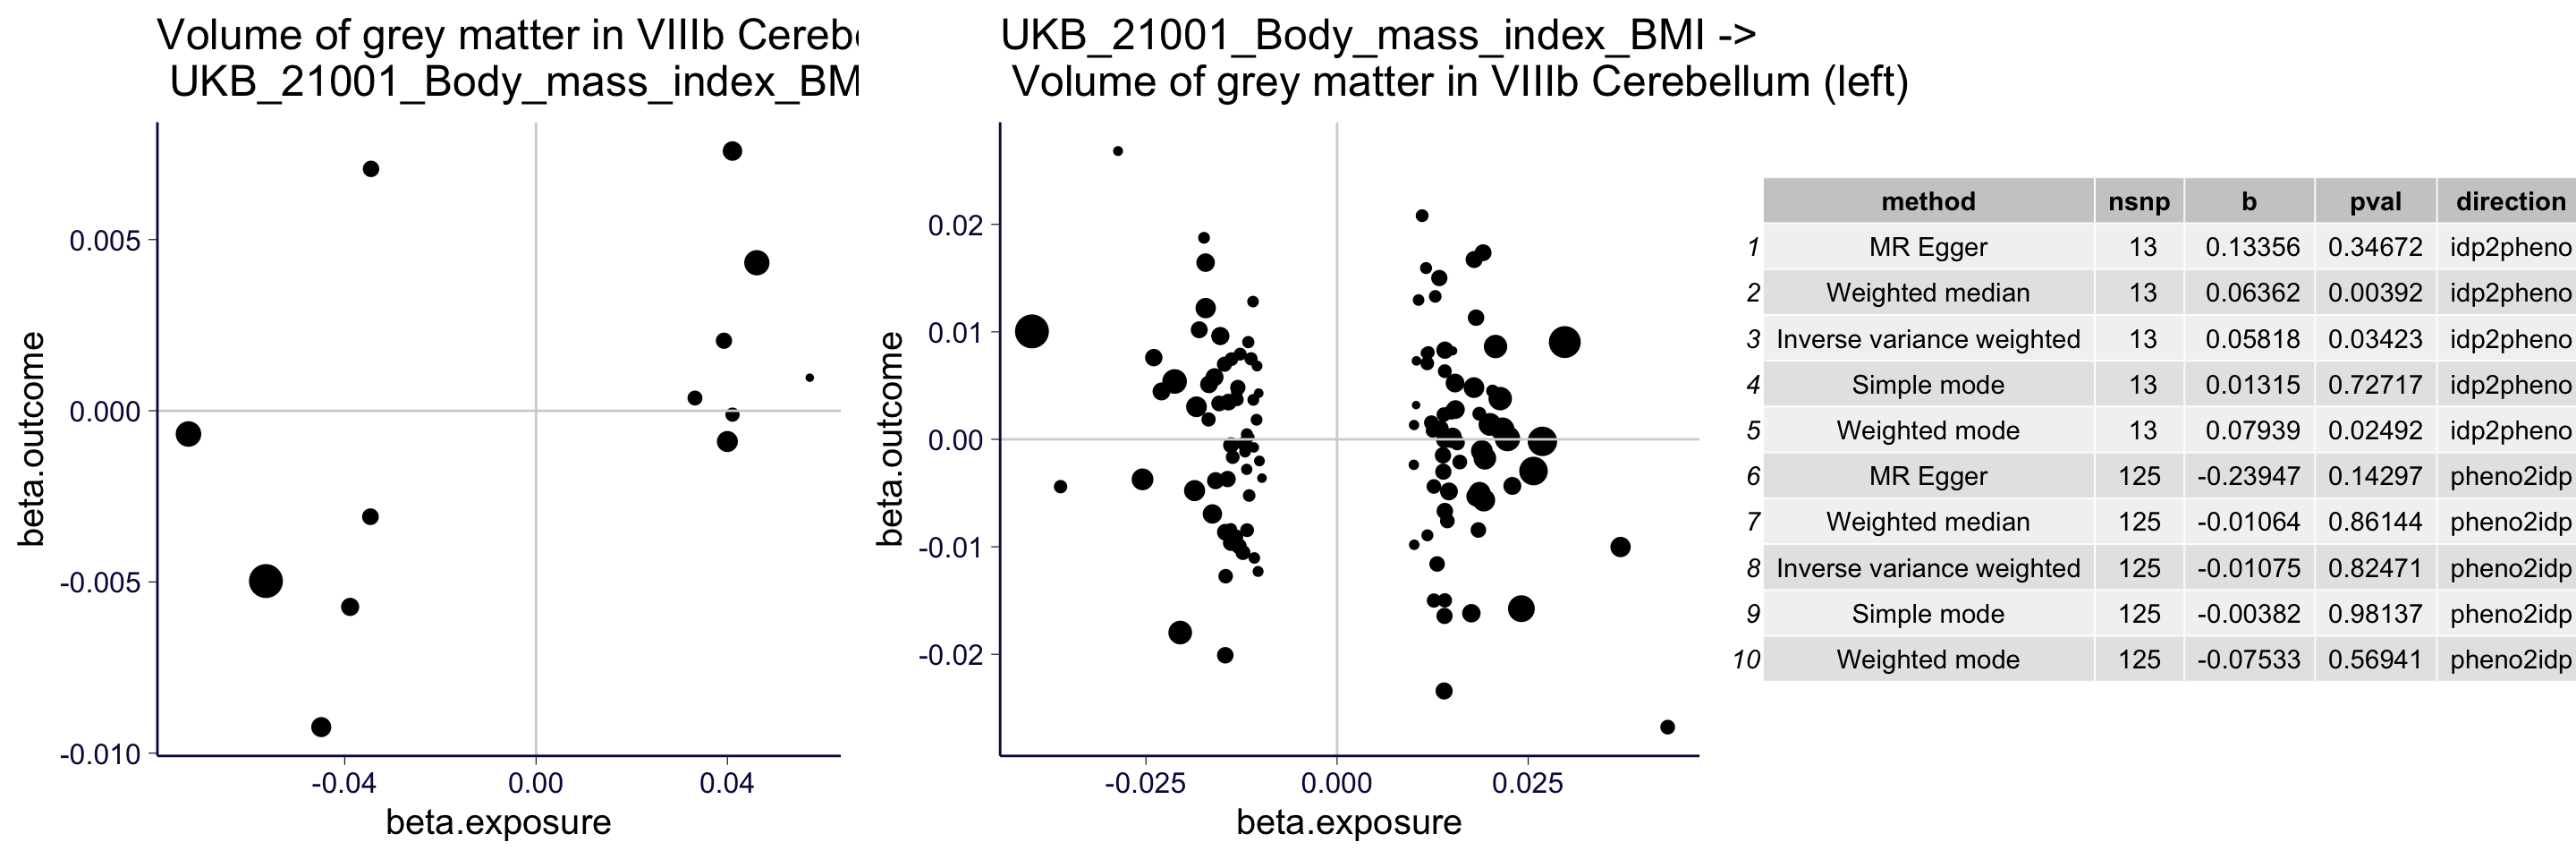 Volume of grey matter in VIIIb
UKB_21001_Body_mass_index_BM
0.005
0.000
-0.005
-0.010
beta.outcome
-0.04 0.00 0.04
beta.exposure
UKB_21001_Body_mass_index_BMI ->
Volume of grey matter in VIIIb Cerebellum (left)
0.02
0.01
0.00
-0.01
-0.02
beta.outcome
-0.025 0.000 0.025
beta.exposure
method nsnp b pval direction
1 MR Egger 13 0.13356 0.34672 idp2pheno
2 Weighted median 13 0.06362 0.00392 idp2pheno
3 Inverse variance weighted 13 0.05818 0.03423 idp2pheno
4 Simple mode 13 0.01315 0.72717 idp2pheno
5 Weighted mode 13 0.07939 0.02492 idp2pheno
6 MR Egger 125 -0.23947 0.14297 pheno2idp
7 Weighted median 125 -0.01064 0.86144 pheno2idp
8 Inverse variance weighted 125 -0.01075 0.82471 pheno2idp
9 Simple mode 125 -0.00382 0.98137 pheno2idp
10 Weighted mode 125 -0.07533 0.56941 pheno2idp